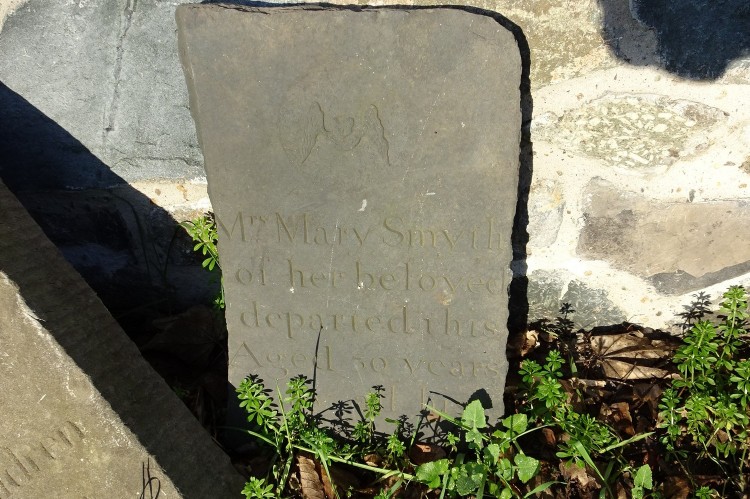 Mrs Mary Smyth
of her beloved
departed this
Aged 50 years